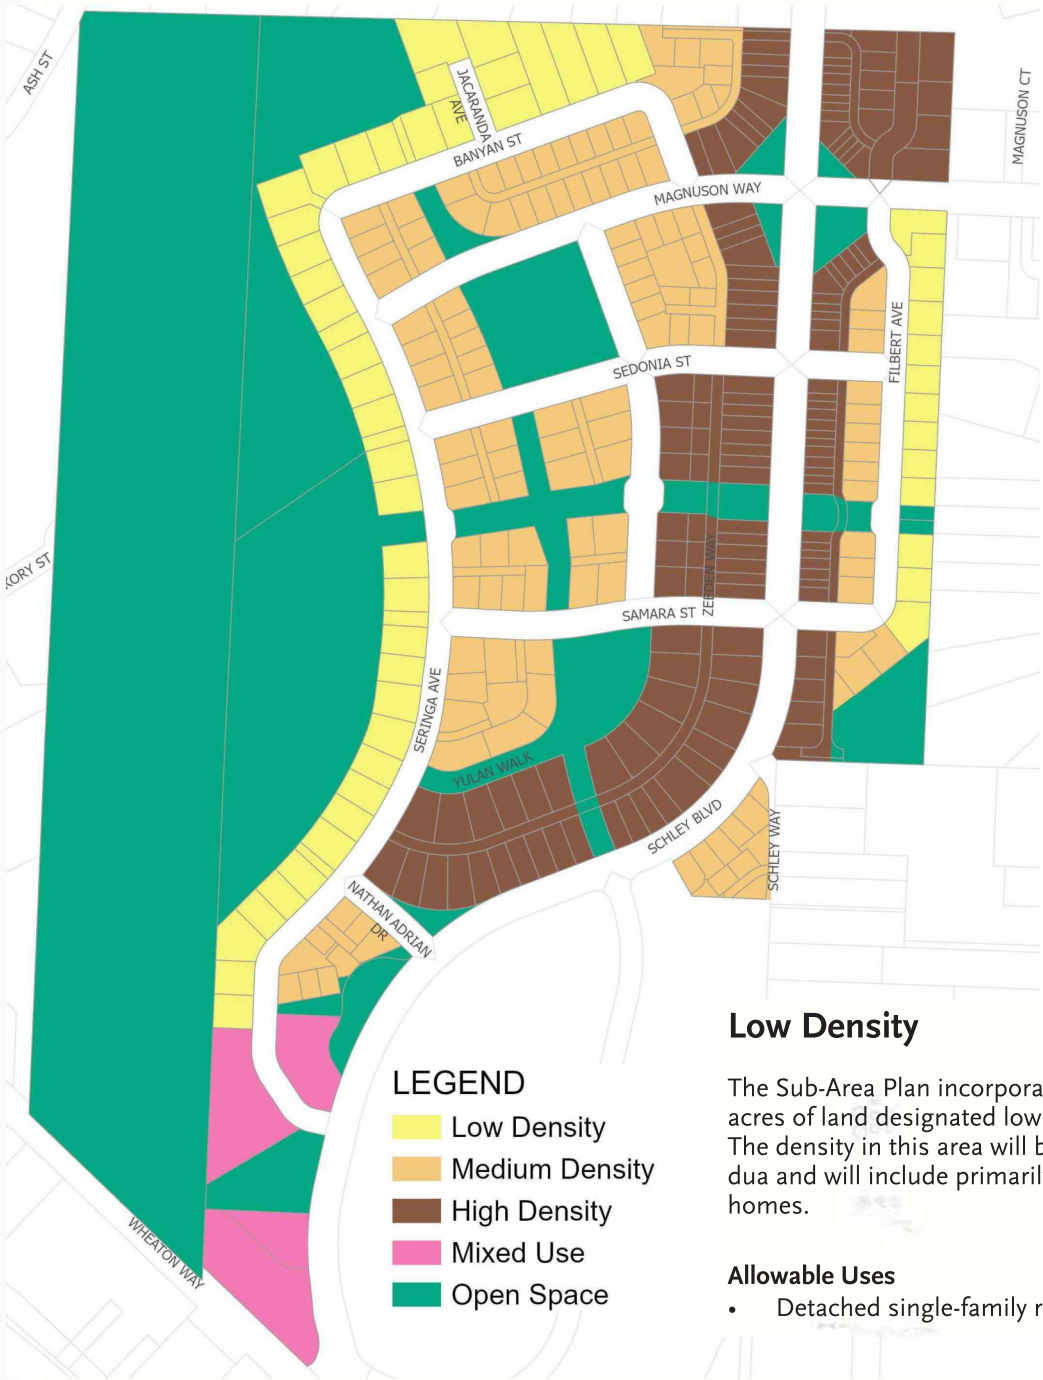 ASH ST
JACARANDA
AVE
BANYAN ST
MAGNUSON CT
MAGNUSON WAY
FILBERT AVE
SEDONIA ST
KORY ST
ZEEDEN WAY
SAMARA ST
SERINGA AVE
YULAN WALK
SCHLEY BLVD
SCHLEY WAY
NATHAN ADRIAN
DR
WHEATON WAY
LEGEND
Low Density
Medium Density
High Density
Mixed Use
Open Space
Low Density
The Sub-Area Plan incorpora
acres of land designated low
The density in this area will b
dua and will include primaril
homes.
Allowable Uses
• Detached single-family r